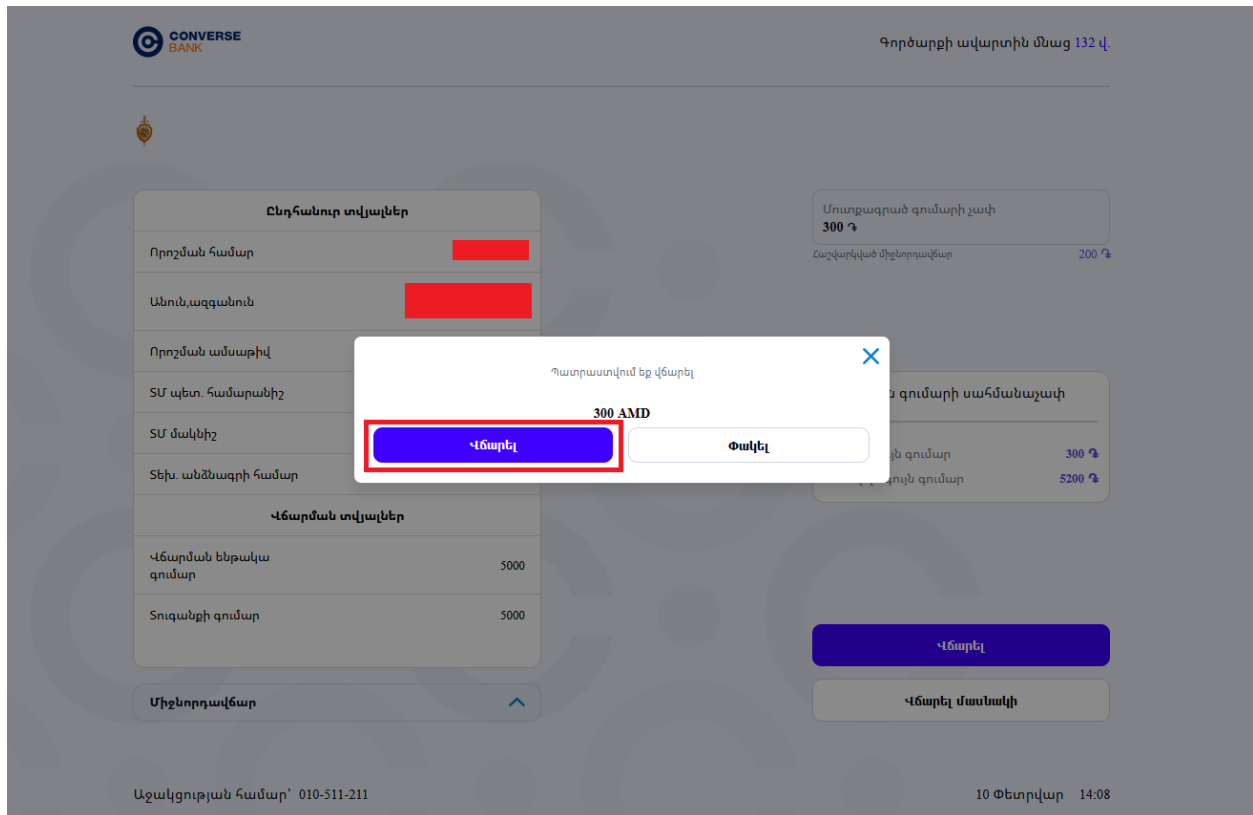 CONVERSE
BANK
Գործարքի ավարտին մնաց 132 վ.
Ընդհանուր տվյալներ
Որոշման համար
Անուն,ազգանուն
Որոշման ամսաթիվ
ՏՄ պետ. համարանիշ
ՏՄ մակնիշ
Տեխ. անձնագրի համար
Վճարման տվյալներ
Վճարման ենթակա
գումար
5000
Տուգանքի գումար 5000
Միջնորդավճար
Մուտքագրած գումարի չափ
300 ֏
Հաշվարկված միջնորդավճար 200 ֏
Պատրաստվում եք վճարել
300 AMD
Վճարել Փակել
գումարի սահմանաչափ
գումար 300 ֏
գումար 5200 ֏
Վճարել
Վճարել մասնակի
Աջակցության համար՝ 010-511-211
10 Փետրվար 14:08